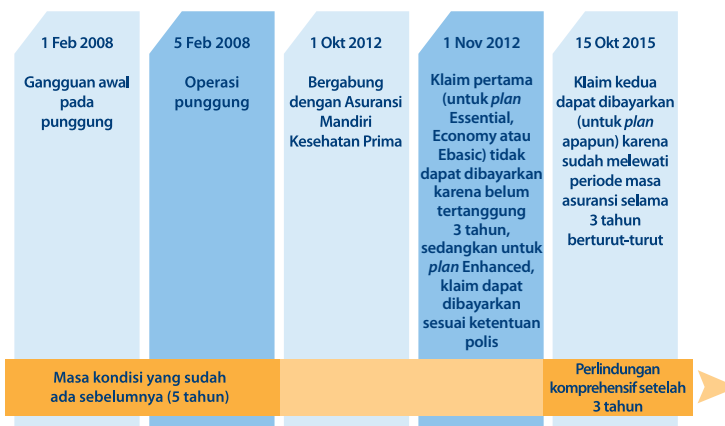 1 Feb 2008
Gangguan awal
pada
punggung
5 Feb 2008
Operasi
punggung
1 Okt 2012
Bergabung
dengan Asuransi
Mandiri
Kesehatan Prima
1 Nov 2012
Klaim pertama
(untuk plan
Essential,
Economy atau
Ebasic) tidak
dapat dibayarkan
karena belum
tertanggung
3 tahun,
sedangkan untuk
plan Enhanced,
klaim dapat
dibayarkan
sesuai ketentuan
polis
15 Okt 2015
Klaim kedua
dapat dibayarkan
(untuk plan
apapun) karena
sudah melewati
periode masa
asuransi selama
3 tahun
berturut-turut
Masa kondisi yang sudah
ada sebelumnya (5 tahun)
Perlindungan
komprehensif setelah
3 tahun